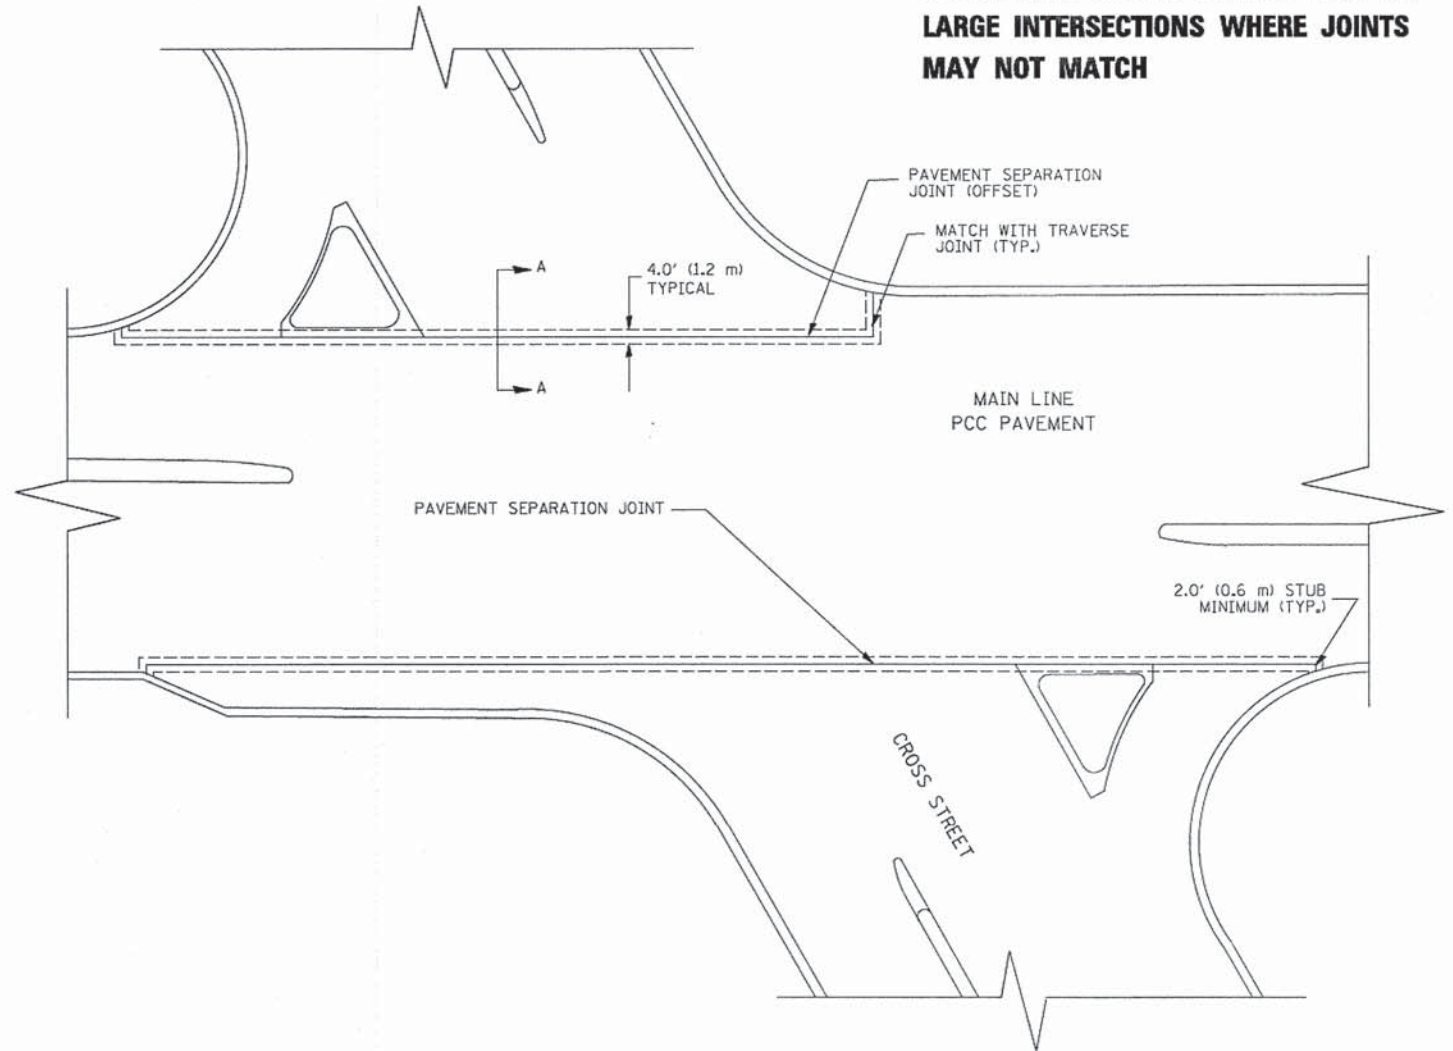 LARGE INTERSECTIONS WHERE JOINTS
MAY NOT MATCH
PAVEMENT SEPARATION
JOINT (OFFSET)
MATCH WITH TRAVERSE
JOINT (TYP.)
A
4.0' (1.2 m)
TYPICAL
A
MAIN LINE
PCC PAVEMENT
PAVEMENT SEPARATION JOINT
2.0' (0.6 m) STUB
MINIMUM (TYP.)
CROSS STREET